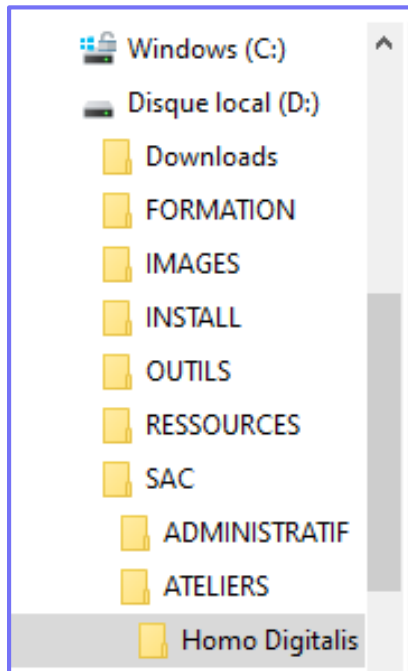 Windows (C:)
Disque local (D:)
Downloads
FORMATION
IMAGES
INSTALL
OUTILS
RESSOURCES
SAC
ADMINISTRATIF
ATELIERS
Homo Digitalis